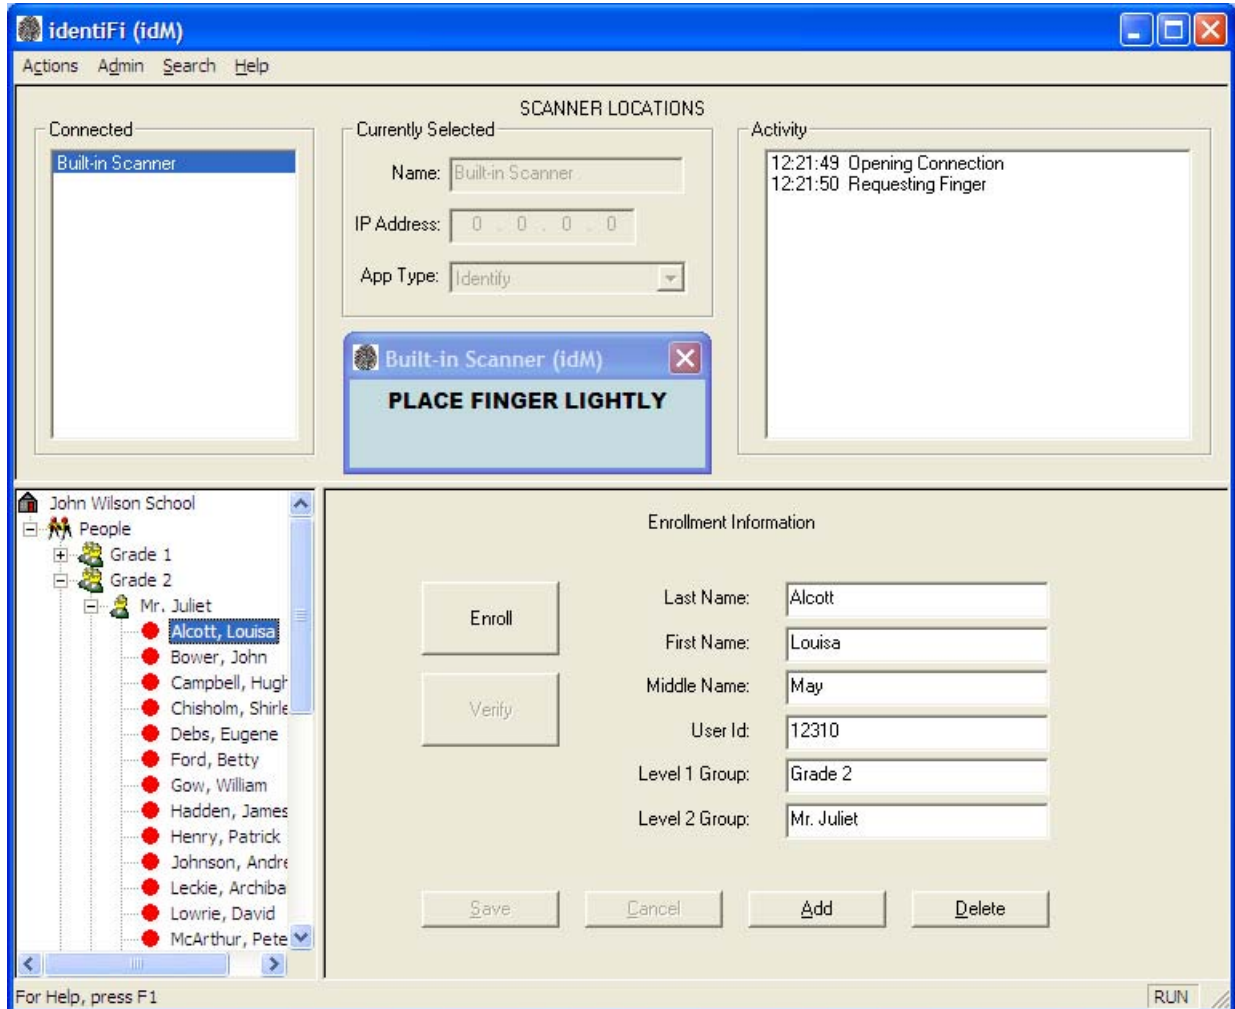 identiFi (idM)
Actions Admin Search Help
SCANNER LOCATIONS
Connected
Built-in Scanner
Currently Selected
Name: Built-in Scanner
IP Address: 0 . 0 . 0 . 0
App Type: Identify
Activity
12:21:49 Opening Connection
12:21:50 Requesting Finger
Built-in Scanner (idM)
PLACE FINGER LIGHTLY
John Wilson School
People
Grade 1
Grade 2
Mr. Juliet
Alcott, Louisa
Bower, John
Campbell, Hugh
Chisholm, Shirle
Debs, Eugene
Ford, Betty
Gow, William
Hadden, James
Henry, Patrick
Johnson, Andre
Leckie, Archiba
Lowrie, David
McArthur, Pete
Enrollment Information
Enroll
Verify
Last Name: Alcott
First Name: Louisa
Middle Name: May
User Id: 12310
Level 1 Group: Grade 2
Level 2 Group: Mr. Juliet
Save Cancel Add Delete
For Help, press F1
RUN